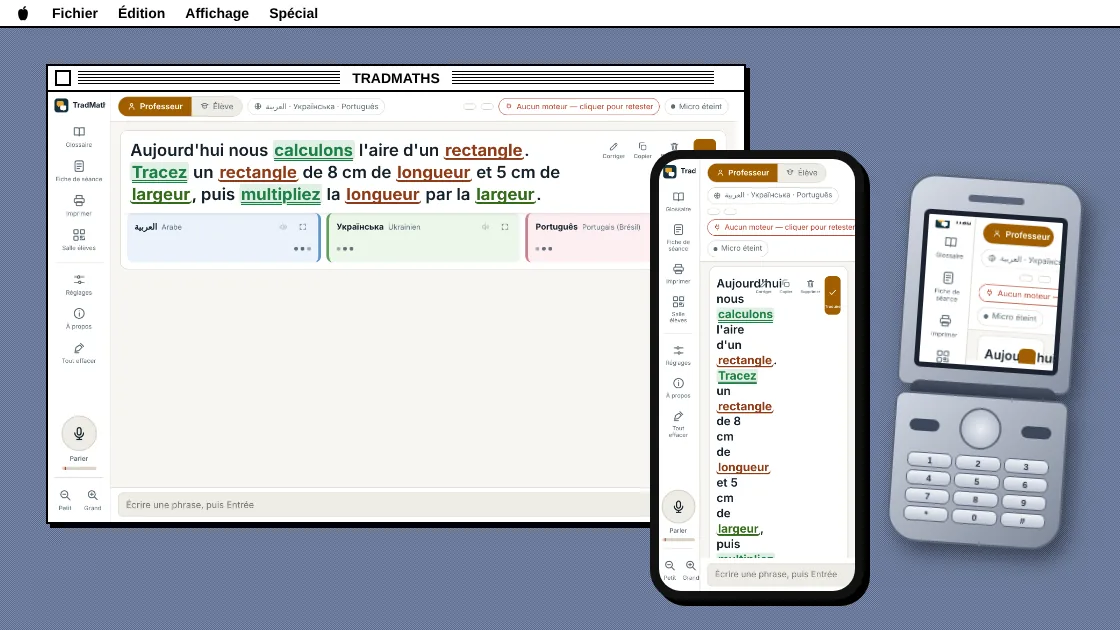 Fichier Édition Affichage Spécial
TRADMATHS
TradMath
Professeur
Élève
العربية · Українська · Português
Aucun moteur — cliquer pour retester
Micro éteint
Glossaire
Fiche de séance
Imprimer
Salle élèves
Réglages
À propos
Tout effacer
Parler
Petit
Grand
Aujourd'hui nous calculons l'aire d'un rectangle.
Tracez un rectangle de 8 cm de longueur et 5 cm de
largeur, puis multipliez la longueur par la largeur.
Corriger
Copier
العربية Arabe
Українська Ukrainien
Português Portugais (Brésil)
Écrire une phrase, puis Entrée
Trad
Professeur
Élève
العربية · Українська · Português
Aucun moteur — cliquer pour retester
Micro éteint
Glossaire
Fiche de
séance
Imprimer
Salle
élèves
Réglages
À propos
Tout
effacer
Parler
Petit
Grand
Aujourd'hui
nous
calculons
l'aire
d'un
rectangle.
Tracez
un
rectangle
de 8
cm
de
longueur
et 5
cm
de
largeur,
puis
multipliez
Corriger
Copier
Supprimer
Écrire une phrase, puis Entrée
Professeur
العربية · Українс
Aucun moteur —
Micro éteint
Glossaire
Fiche de
séance
Imprimer
Aujou hui
1 2 3
4 5 6
7 8 9
* 0 #